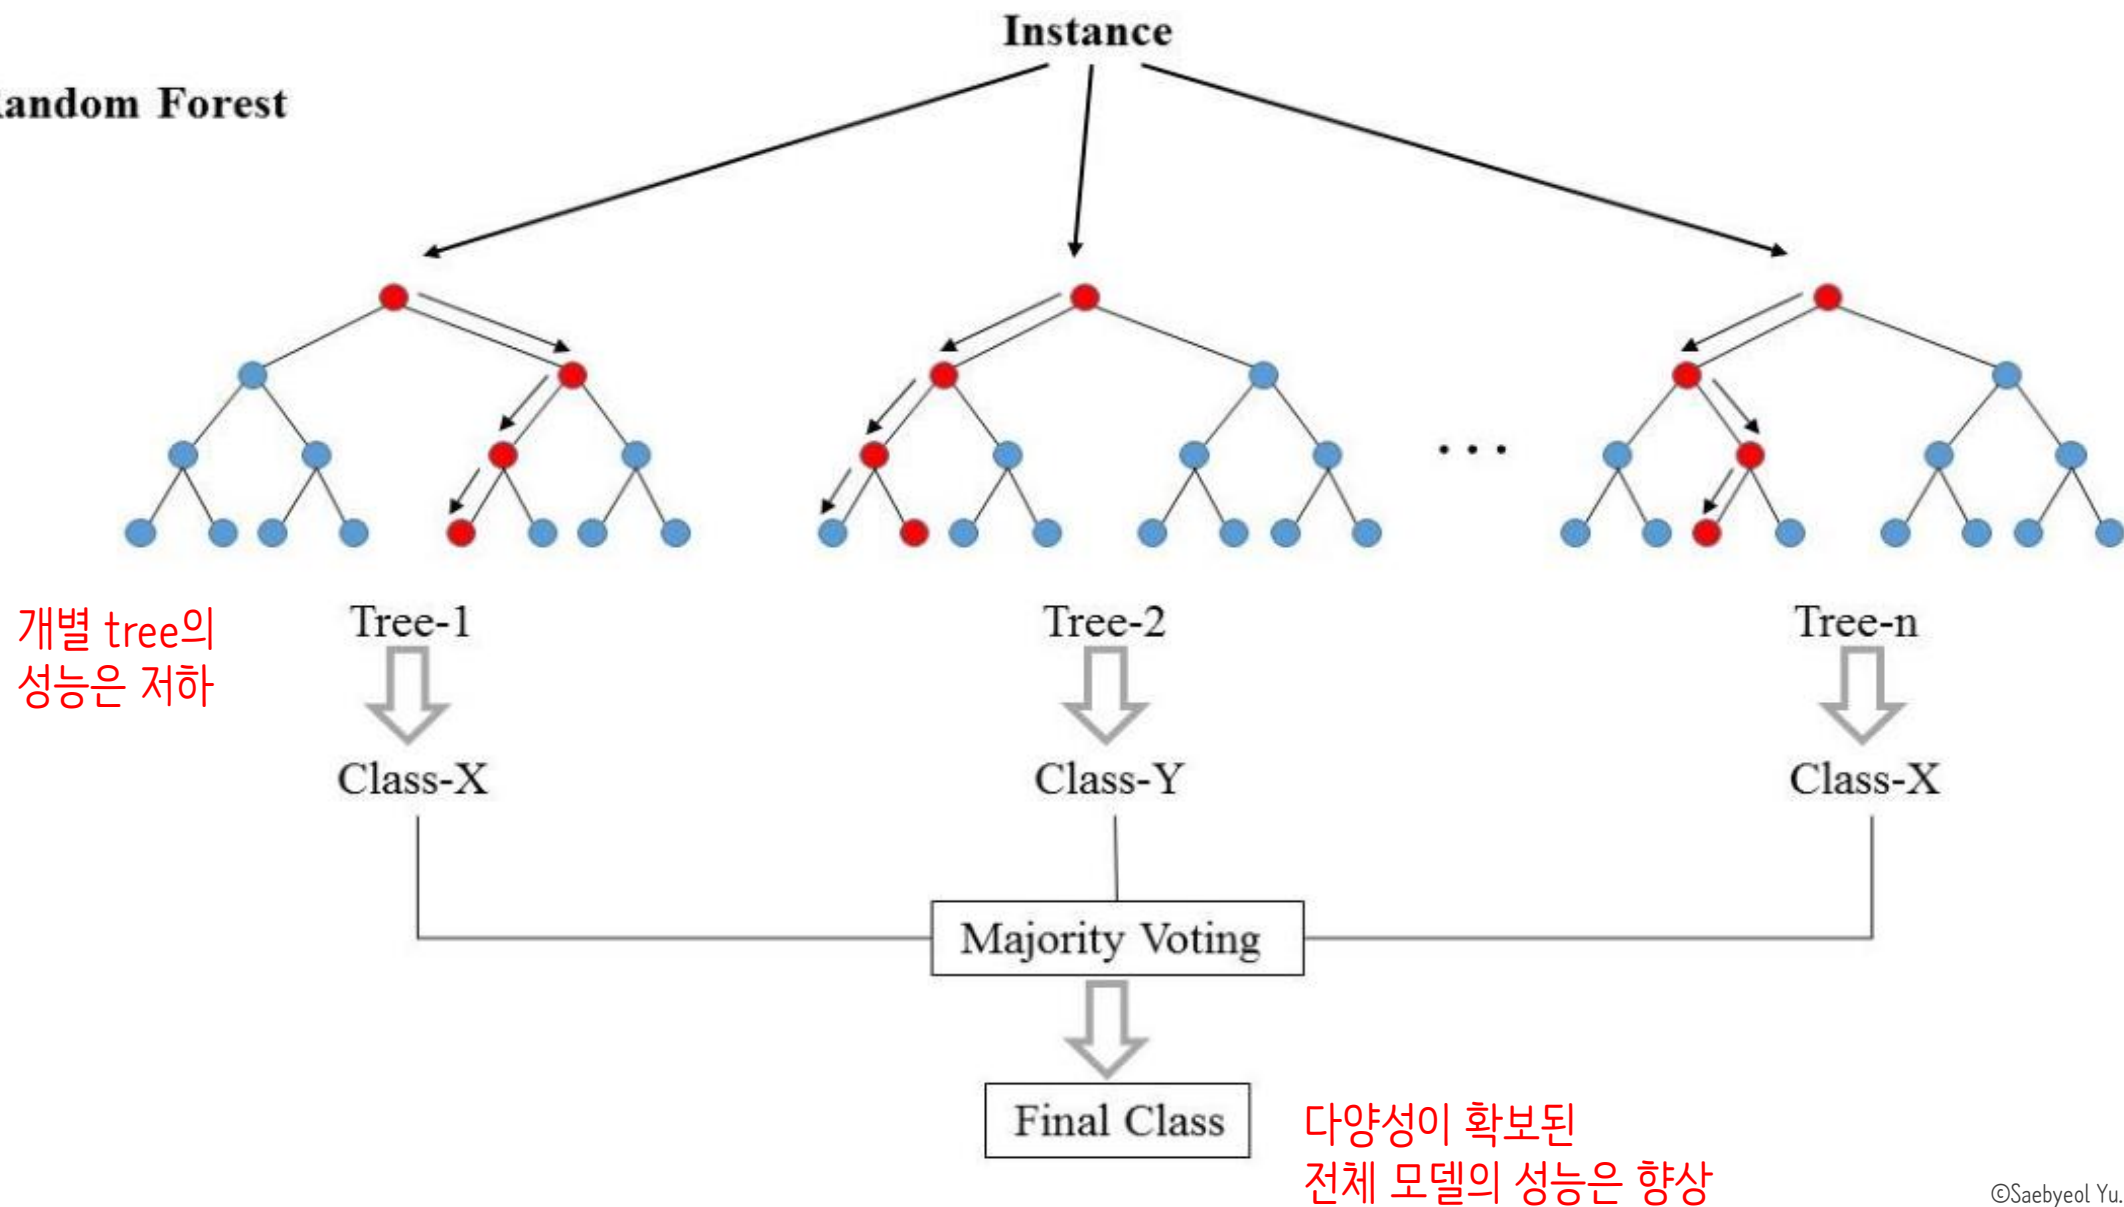 Instance
andom Forest
...
개별 tree의
성능은 저하
Tree-1
Tree-2
Tree-n
Class-X
Class-Y
Class-X
Majority Voting
Final Class
다양성이 확보된
전체 모델의 성능은 향상
©Saebyeol Yu.